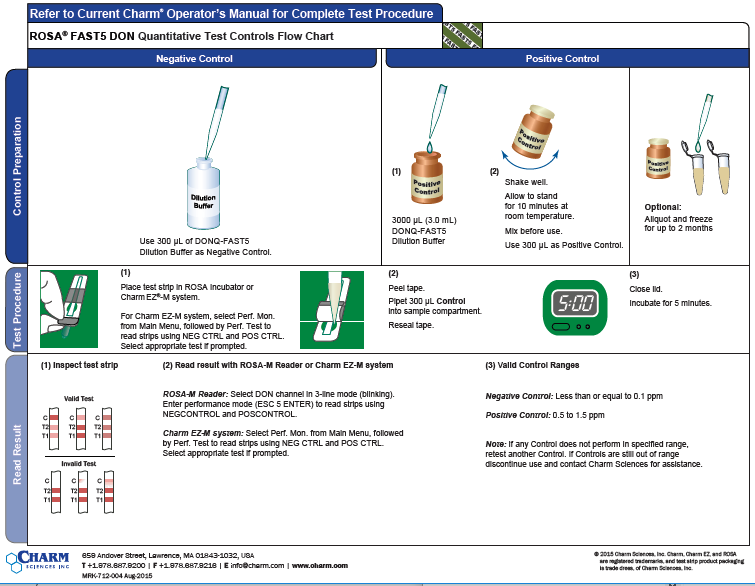 Refer to Current Charm® Operator's Manual for Complete Test Procedure
ROSA® FAST5 DON Quantitative Test Controls Flow Chart
Negative Control
Positive Control
Control Preparation
Dilution
Buffer
Use 300 µL of DONQ-FAST5
Dilution Buffer as Negative Control.
(1)
Positive
Control
3000 µL (3.0 mL)
DONQ-FAST5
Dilution Buffer
(2)
Positive
Control
Shake well.
Allow to stand
for 10 minutes at
room temperature.
Mix before use.
Use 300 µL as Positive Control.
Positive
Control
Optional:
Aliquot and freeze
for up to 2 months
Test Procedure
(1)
Place test strip in ROSA Incubator or
Charm EZ®-M system.
For Charm EZ-M system, select Perf. Mon.
from Main Menu, followed by Perf. Test to
read strips using NEG CTRL and POS CTRL.
Select appropriate test if prompted.
(2)
Peel tape.
Pipet 300 µL Control
into sample compartment.
Reseal tape.
5:00
(3)
Close lid.
Incubate for 5 minutes.
Read Result
(1) Inspect test strip
Valid Test
C C C
T2 T2 T2
T1 T1 T1
Invalid Test
C C C
T2 T2 T2
T1 T1 T1
(2) Read result with ROSA-M Reader or Charm EZ-M system
ROSA-M Reader: Select DON channel in 3-line mode (blinking).
Enter performance mode (ESC 5 ENTER) to read strips using
NEGCONTROL and POSCONTROL.
Charm EZ-M system: Select Perf. Mon. from Main Menu, followed
by Perf. Test to read strips using NEG CTRL and POS CTRL.
Select appropriate test if prompted.
(3) Valid Control Ranges
Negative Control: Less than or equal to 0.1 ppm
Positive Control: 0.5 to 1.5 ppm
Note: If any Control does not perform in specified range,
retest another Control. If Controls are still out of range
discontinue use and contact Charm Sciences for assistance.
CHARM
SCIENCES INC
659 Andover Street, Lawrence, MA 01843-1032, USA
T +1.978.687.9200 | F +1.978.687.9216 | E info@charm.com | www.charm.com
MRK-712-004 Aug-2015
© 2015 Charm Sciences, Inc. Charm, Charm EZ, and ROSA
are registered trademarks, and test strip product packaging
is trade dress, of Charm Sciences, Inc.